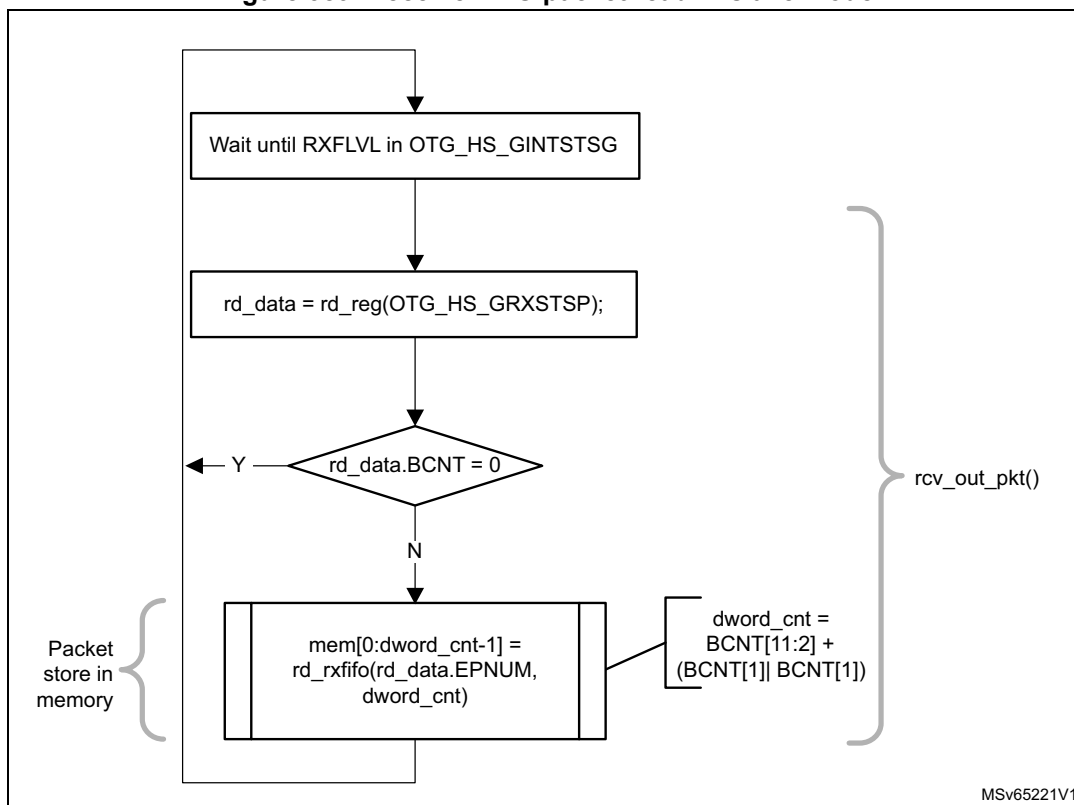 Wait until RXFLVL in OTG_HS_GINTSTSG
rd_data = rd_reg(OTG_HS_GRXSTSP);
rd_data.BCNT = 0
Y
N
rcv_out_pkt()
mem[0:dword_cnt-1] =
rd_rxfifo(rd_data.EPNUM,
dword_cnt)
dword_cnt =
BCNT[11:2] +
(BCNT[1]| BCNT[1])
Packet
store in
memory
MSv65221V1